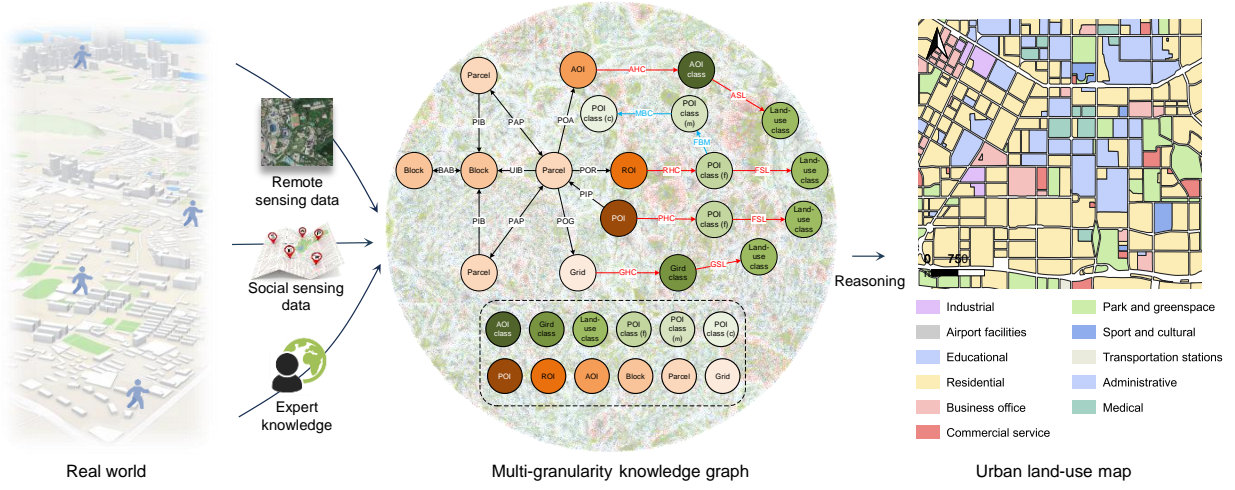 Remote
sensing data
Social sensing
data
Expert
knowledge
Real world
Parcel
AOI
AHC
AOI
class
ASL
Land-
use
class
POI
class (c)
MBC
POI
class
(m)
PIB
PAP
POA
FBM
Block
BAB
Block
UIB
Parcel
POR
ROI
RHC
POI
class (f)
FSL
Land-
use
class
PIP
POI
PHC
POI
class (f)
FSL
Land-
use
class
PIB
PAP
POG
Parcel
Grid
GHC
Gird
class
GSL
Land-
use
class
AOI
class
Gird
class
Land-
use
class
POI
class (f)
POI
class
(m)
POI
class (c)
POI
ROI
AOI
Block
Parcel
Grid
Multi-granularity knowledge graph
Reasoning
0 750
Industrial
Airport facilities
Educational
Residential
Business office
Commercial service
Park and greenspace
Sport and cultural
Transportation stations
Administrative
Medical
Urban land-use map